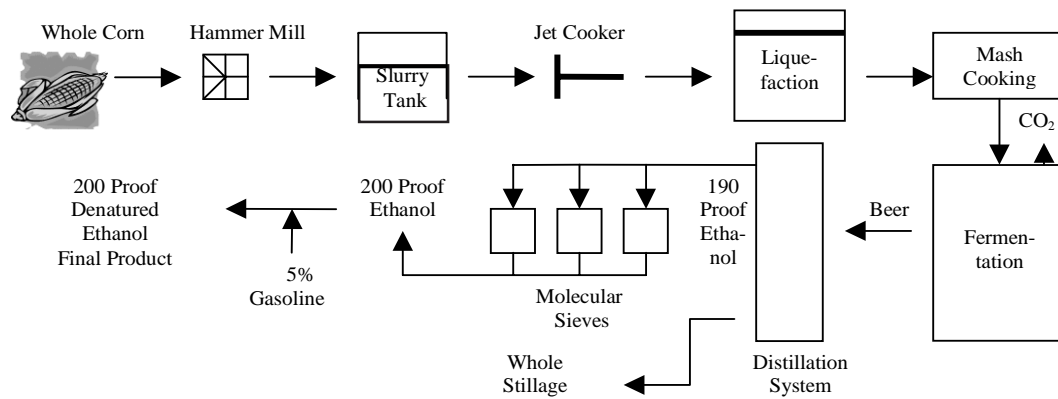 Whole Corn
Hammer Mill
Slurry
Tank
Jet Cooker
Lique-
faction
Mash
Cooking
CO₂
200 Proof
Denatured
Ethanol
Final Product
5%
Gasoline
200 Proof
Ethanol
Molecular
Sieves
190
Proof
Etha-
nol
Beer
Fermen-
tation
Whole
Stillage
Distillation
System